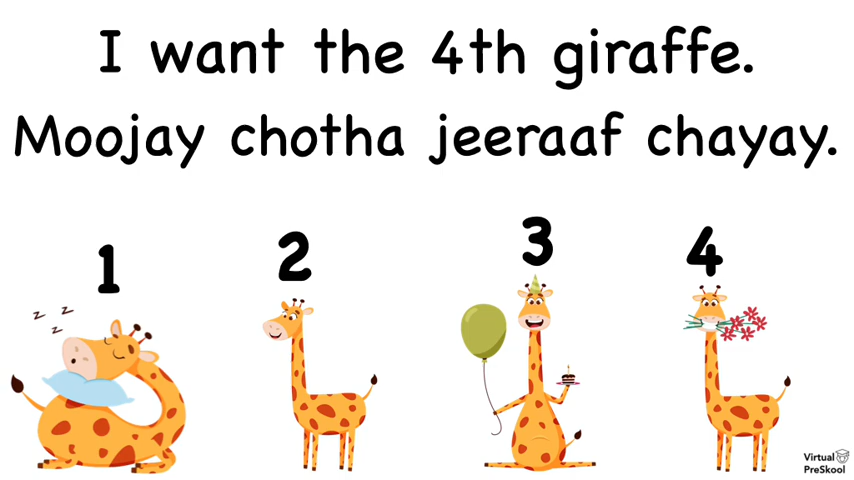 I want the 4th giraffe.
Moojay chotha jeeraaf chayay.
1 2 3 4
z z z
Virtual
PreSkool